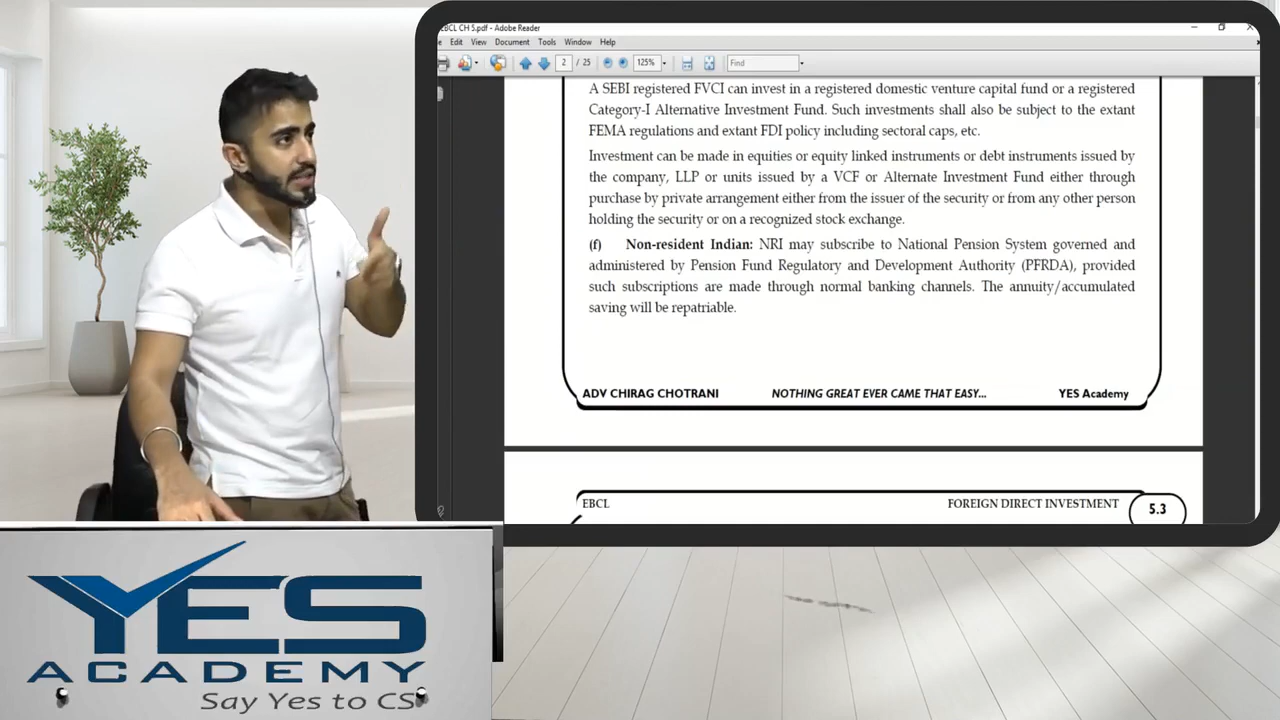 EBCL CH 5.pdf - Adobe Reader
Edit View Document Tools Window Help
2 / 25 125% Find
A SEBI registered FVCI can invest in a registered domestic venture capital fund or a registered
Category-I Alternative Investment Fund. Such investments shall also be subject to the extant
FEMA regulations and extant FDI policy including sectoral caps, etc.
Investment can be made in equities or equity linked instruments or debt instruments issued by
the company, LLP or units issued by a VCF or Alternate Investment Fund either through
purchase by private arrangement either from the issuer of the security or from any other person
holding the security or on a recognized stock exchange.
(f) Non-resident Indian: NRI may subscribe to National Pension System governed and
administered by Pension Fund Regulatory and Development Authority (PFRDA), provided
such subscriptions are made through normal banking channels. The annuity/accumulated
saving will be repatriable.
ADV CHIRAG CHOTRANI NOTHING GREAT EVER CAME THAT EASY... YES Academy
EBCL FOREIGN DIRECT INVESTMENT 5.3
YES
ACADEMY
Say Yes to CS